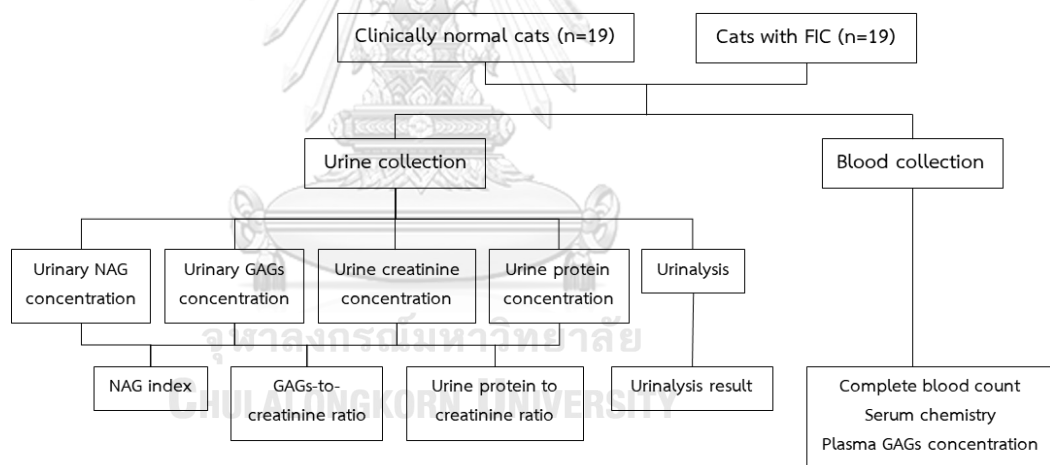 Clinically normal cats (n=19)
Cats with FIC (n=19)
Urine collection
Blood collection
Urinary NAG
concentration
Urinary GAGs
concentration
Urine creatinine
concentration
Urine protein
concentration
Urinalysis
จุฬาลงกรณ์มหาวิทยาลัย
CHULALONGKORN UNIVERSITY
NAG index
GAGs-to-
creatinine ratio
Urine protein to
creatinine ratio
Urinalysis result
Complete blood count
Serum chemistry
Plasma GAGs concentration